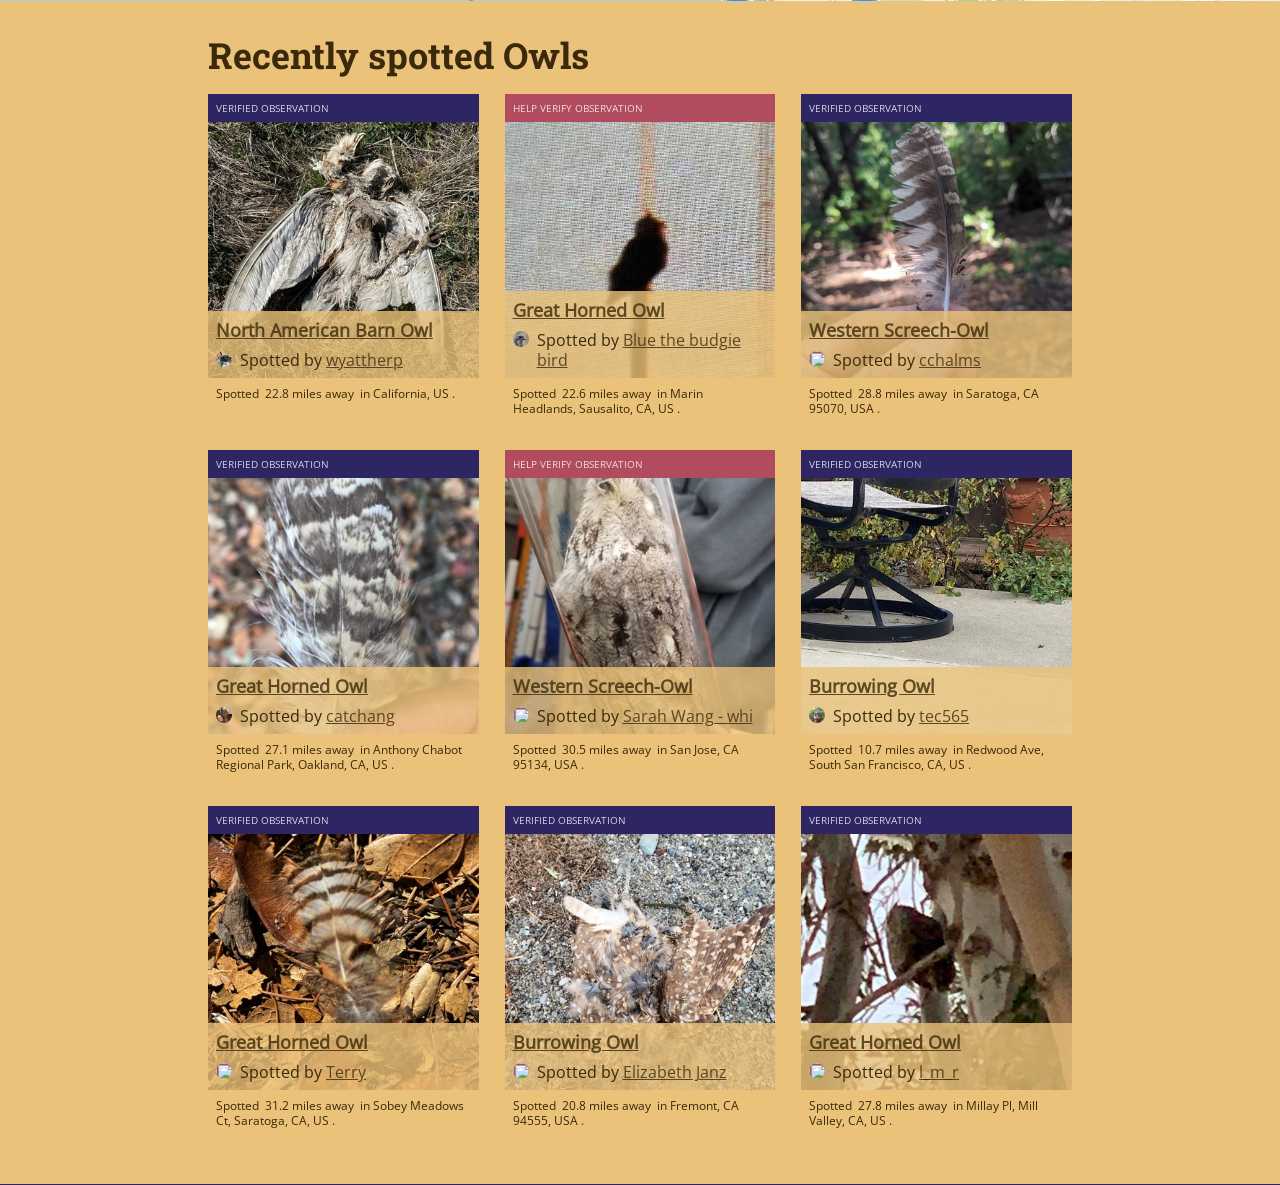 Recently spotted Owls
VERIFIED OBSERVATION
North American Barn Owl
Spotted by wyattherp
Spotted 22.8 miles away in California, US .
HELP VERIFY OBSERVATION
Great Horned Owl
Spotted by Blue the budgie
bird
Spotted 22.6 miles away in Marin
Headlands, Sausalito, CA, US .
VERIFIED OBSERVATION
Western Screech-Owl
Spotted by cchalms
Spotted 28.8 miles away in Saratoga, CA
95070, USA .
VERIFIED OBSERVATION
Great Horned Owl
Spotted by catchang
Spotted 27.1 miles away in Anthony Chabot
Regional Park, Oakland, CA, US .
HELP VERIFY OBSERVATION
Western Screech-Owl
Spotted by Sarah Wang - whi
Spotted 30.5 miles away in San Jose, CA
95134, USA .
VERIFIED OBSERVATION
Burrowing Owl
Spotted by tec565
Spotted 10.7 miles away in Redwood Ave,
South San Francisco, CA, US .
VERIFIED OBSERVATION
Great Horned Owl
Spotted by Terry
Spotted 31.2 miles away in Sobey Meadows
Ct, Saratoga, CA, US .
VERIFIED OBSERVATION
Burrowing Owl
Spotted by Elizabeth Janz
Spotted 20.8 miles away in Fremont, CA
94555, USA .
VERIFIED OBSERVATION
Great Horned Owl
Spotted by l_m_r
Spotted 27.8 miles away in Millay Pl, Mill
Valley, CA, US .